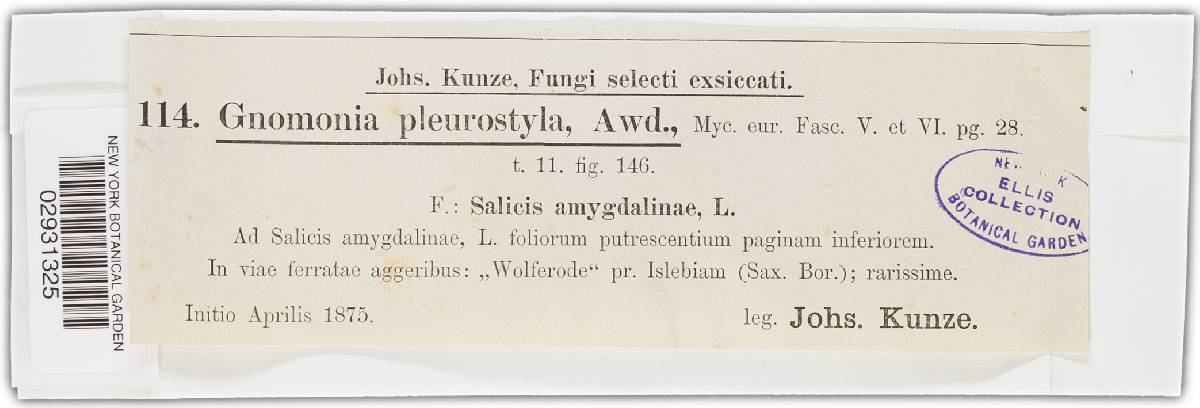 Johs. Kunze, Fungi selecti exsiccati.
114. Gnomonia pleurostyla, Awd., Myc. eur. Fasc. V. et VI. pg. 28.
t. 11. fig. 146.
F.: Salicis amygdalinae, L.
Ad Salicis amygdalinae, L. foliorum putrescentium paginam inferiorem.
In viae ferratae aggeribus: „Wolferode“ pr. Islebiam (Sax. Bor.); rarissime.
Initio Aprilis 1875.
leg. Johs. Kunze.
ELLIS
COLLECTION
BOTANICAL GARDEN
NEW YORK BOTANICAL GARDEN
02931325